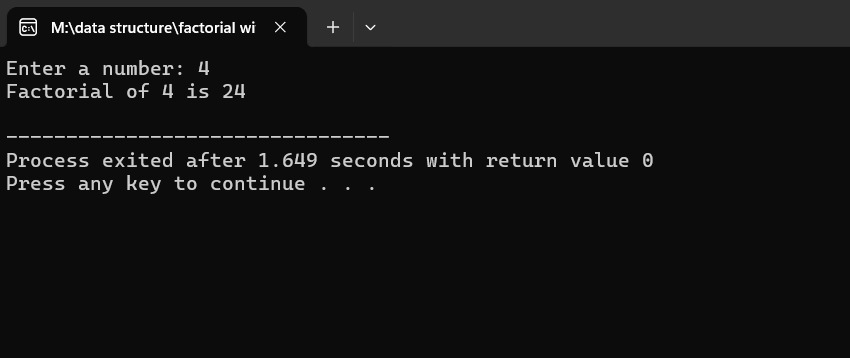 M:\data structure\factorial wi
Enter a number: 4
Factorial of 4 is 24
--------------------------------
Process exited after 1.649 seconds with return value 0
Press any key to continue . . .